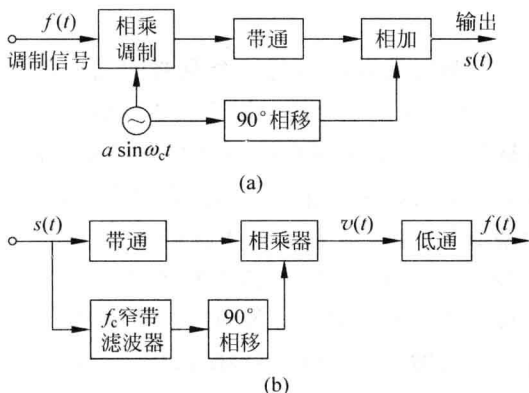 f(t)
调制信号
相乘
调制
带通
相加
输出
s(t)
a sinω_c t
90°相移
(a)
s(t)
带通
相乘器
v(t)
低通
f(t)
f_c窄带
滤波器
90°
相移
(b)